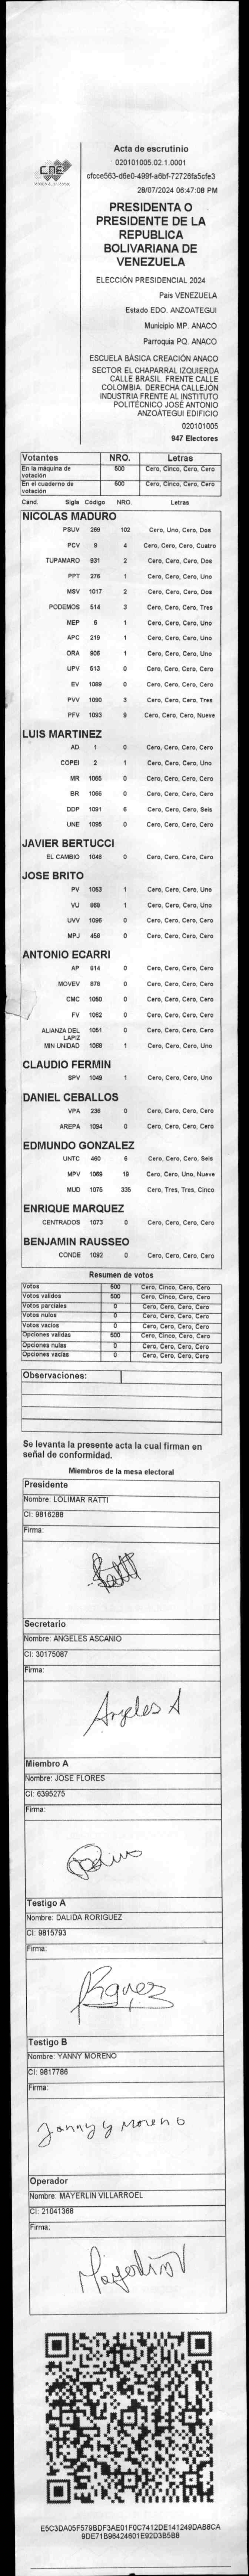 CNE
Acta de escrutinio
020101005.02.1.0001
cfcce563-d6e0-499f-a6bf-72726fa5cfe3
28/07/2024 06:47:08 PM
PRESIDENTA O
PRESIDENTE DE LA
REPUBLICA
BOLIVARIANA DE
VENEZUELA
ELECCIÓN PRESIDENCIAL 2024
País VENEZUELA
Estado EDO. ANZOATEGUI
Municipio MP. ANACO
Parroquia PQ. ANACO
ESCUELA BÁSICA CREACIÓN ANACO
SECTOR EL CHAPARRAL IZQUIERDA
CALLE BRASIL. FRENTE CALLE
COLOMBIA. DERECHA CALLEJÓN
INDUSTRIA FRENTE AL INSTITUTO
POLITÉCNICO JOSÉ ANTONIO
ANZOÁTEGUI EDIFICIO
020101005
947 Electores
Votantes NRO. Letras
En la máquina de votación 500 Cero, Cinco, Cero, Cero
En el cuaderno de votación 500 Cero, Cinco, Cero, Cero
Cand. Sigla Código NRO. Letras
NICOLAS MADURO
PSUV 269 102 Cero, Uno, Cero, Dos
PCV 9 4 Cero, Cero, Cero, Cuatro
TUPAMARO 931 2 Cero, Cero, Cero, Dos
PPT 276 1 Cero, Cero, Cero, Uno
MSV 1017 2 Cero, Cero, Cero, Dos
PODEMOS 514 3 Cero, Cero, Cero, Tres
MEP 6 1 Cero, Cero, Cero, Uno
APC 219 1 Cero, Cero, Cero, Uno
ORA 906 1 Cero, Cero, Cero, Uno
UPV 513 0 Cero, Cero, Cero, Cero
EV 1089 0 Cero, Cero, Cero, Cero
PVV 1090 3 Cero, Cero, Cero, Tres
PFV 1093 9 Cero, Cero, Cero, Nueve
LUIS MARTINEZ
AD 1 0 Cero, Cero, Cero, Cero
COPEI 2 1 Cero, Cero, Cero, Uno
MR 1065 0 Cero, Cero, Cero, Cero
BR 1066 0 Cero, Cero, Cero, Cero
DDP 1091 6 Cero, Cero, Cero, Seis
UNE 1095 0 Cero, Cero, Cero, Cero
JAVIER BERTUCCI
EL CAMBIO 1048 0 Cero, Cero, Cero, Cero
JOSE BRITO
PV 1053 1 Cero, Cero, Cero, Uno
VU 868 1 Cero, Cero, Cero, Uno
UVV 1096 0 Cero, Cero, Cero, Cero
MPJ 459 0 Cero, Cero, Cero, Cero
ANTONIO ECARRI
AP 814 0 Cero, Cero, Cero, Cero
MOVEV 878 0 Cero, Cero, Cero, Cero
CMC 1050 0 Cero, Cero, Cero, Cero
FV 1062 0 Cero, Cero, Cero, Cero
ALIANZA DEL LAPIZ 1051 0 Cero, Cero, Cero, Cero
MIN UNIDAD 1088 1 Cero, Cero, Cero, Uno
CLAUDIO FERMIN
SPV 1049 1 Cero, Cero, Cero, Uno
DANIEL CEBALLOS
VPA 236 0 Cero, Cero, Cero, Cero
AREPA 1094 0 Cero, Cero, Cero, Cero
EDMUNDO GONZALEZ
UNTC 460 6 Cero, Cero, Cero, Seis
MPV 1069 19 Cero, Cero, Uno, Nueve
MUD 1075 335 Cero, Tres, Tres, Cinco
ENRIQUE MARQUEZ
CENTRADOS 1073 0 Cero, Cero, Cero, Cero
BENJAMIN RAUSSEO
CONDE 1092 0 Cero, Cero, Cero, Cero
Resumen de votos
Votos 500 Cero, Cinco, Cero, Cero
Votos validos 500 Cero, Cinco, Cero, Cero
Votos parciales 0 Cero, Cero, Cero, Cero
Votos nulos 0 Cero, Cero, Cero, Cero
Votos vacios 0 Cero, Cero, Cero, Cero
Opciones validas 500 Cero, Cinco, Cero, Cero
Opciones nulas 0 Cero, Cero, Cero, Cero
Opciones vacias 0 Cero, Cero, Cero, Cero
Observaciones:
Se levanta la presente acta la cual firman en
señal de conformidad.
Miembros de la mesa electoral
Presidente
Nombre: LOLIMAR RATTI
CI: 9816288
Firma:
Secretario
Nombre: ANGELES ASCANIO
CI: 30175087
Firma:
Angeles A
Miembro A
Nombre: JOSE FLORES
CI: 6395275
Firma:
Testigo A
Nombre: DALIDA RORIGUEZ
CI: 9815793
Firma:
Testigo B
Nombre: YANNY MORENO
CI: 9817786
Firma:
Yanny Moreno
Operador
Nombre: MAYERLIN VILLARROEL
CI: 21041368
Firma:
E5C3DA05F579BDF3AE01F0C7412DE141249DAB8CA
9DE71B96424601E92D3B5B8